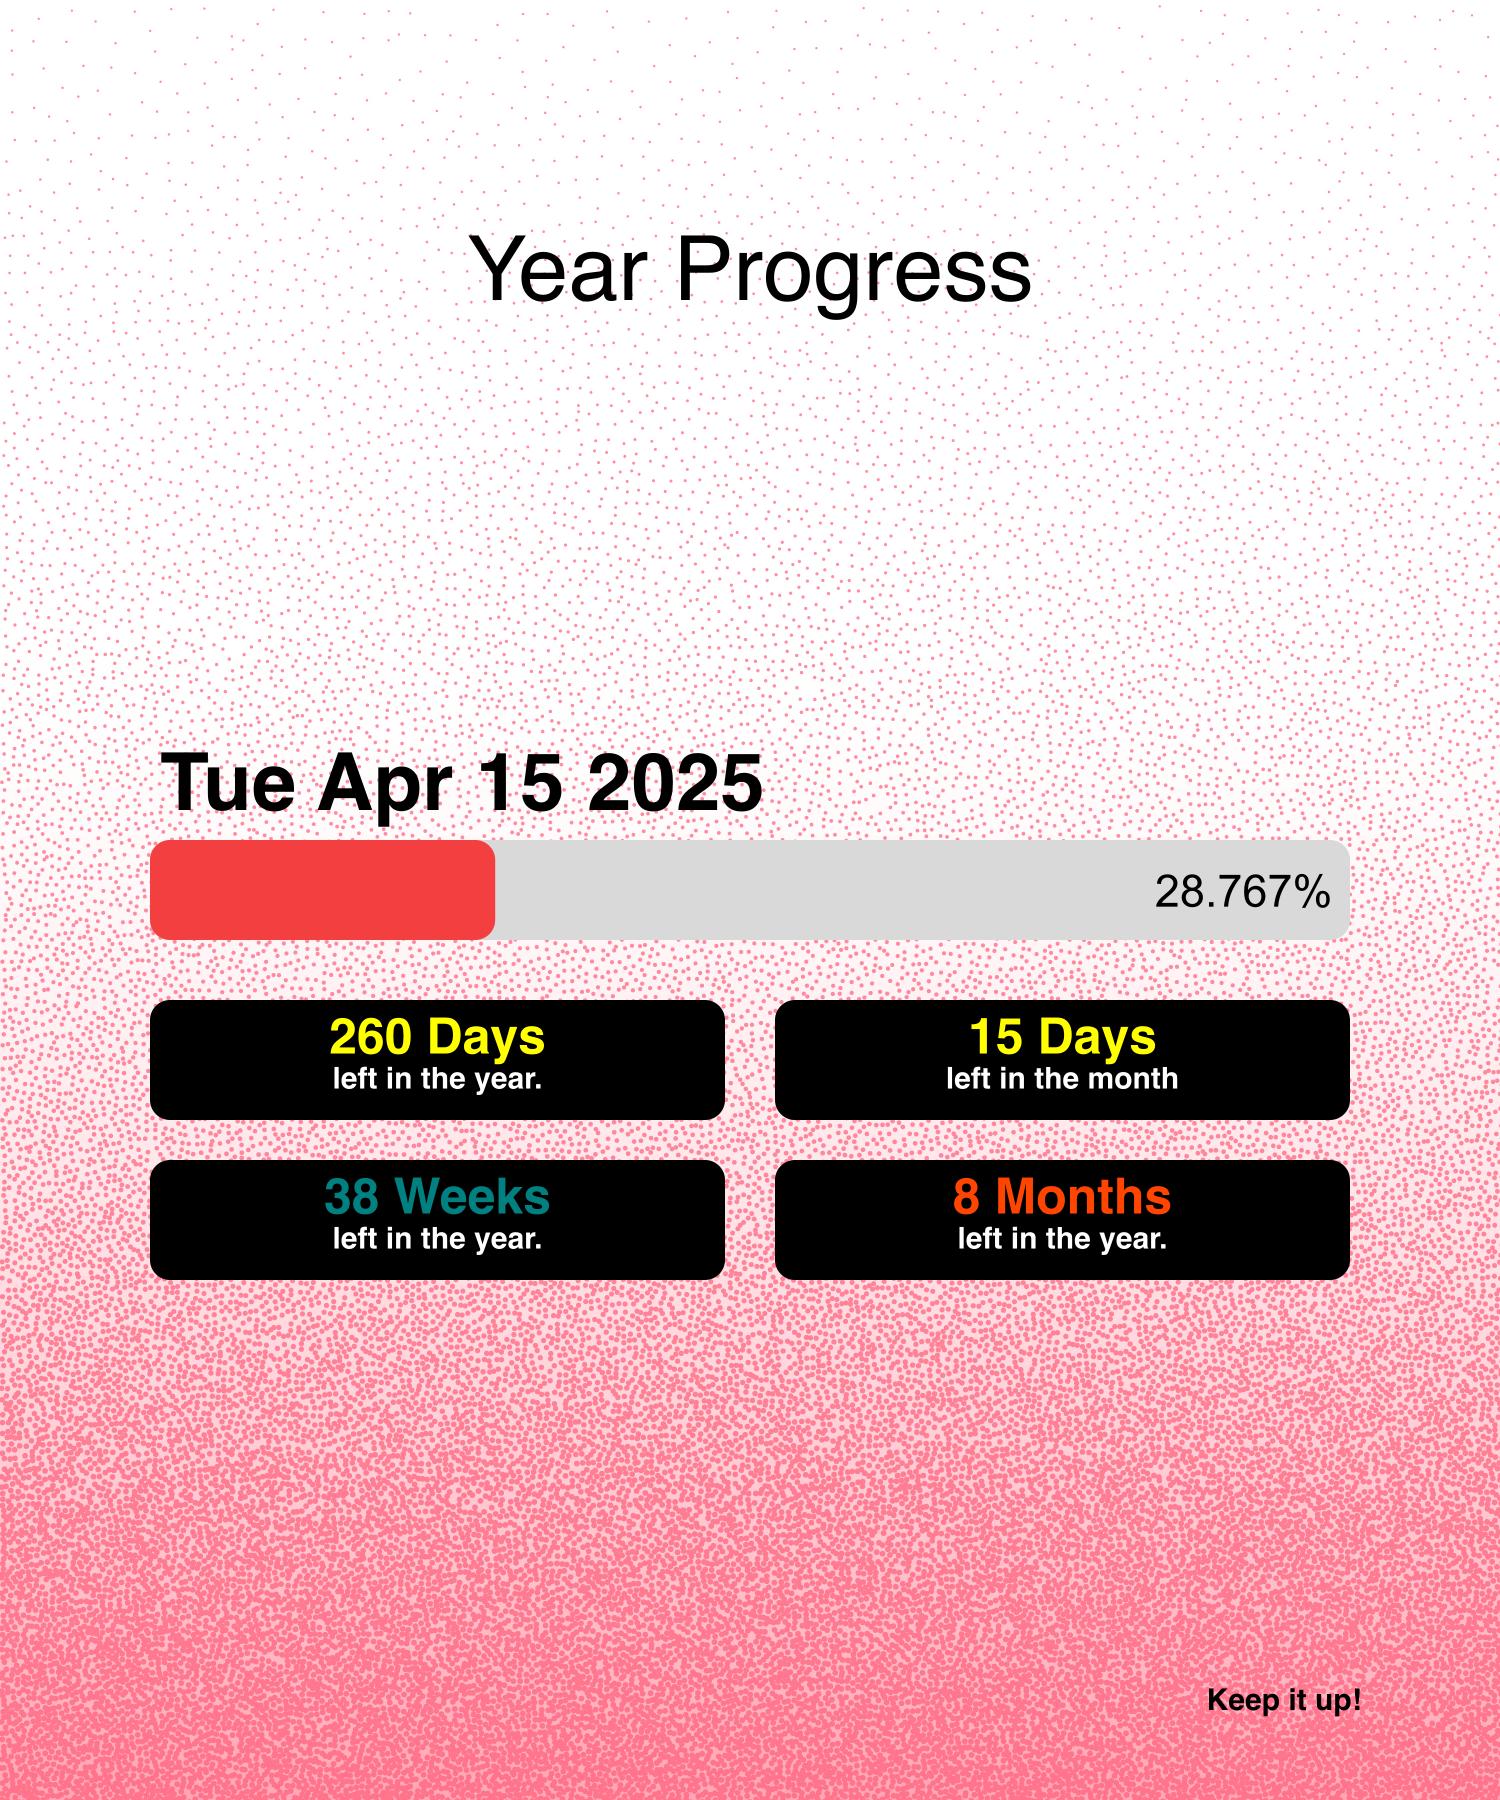 Year Progress
Tue Apr 15 2025
28.767%
260 Days
left in the year.
15 Days
left in the month
38 Weeks
left in the year.
8 Months
left in the year.
Keep it up!